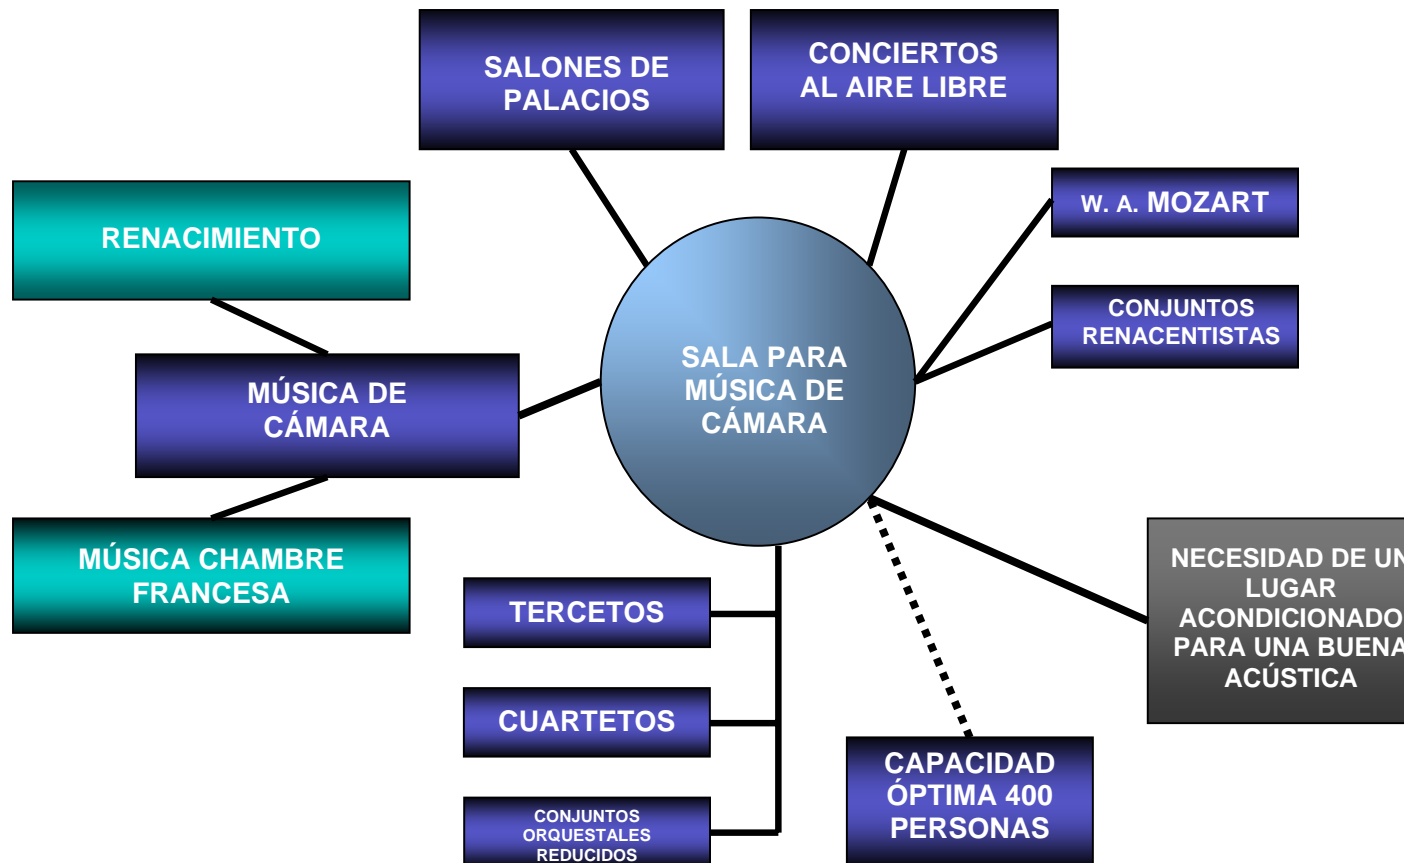 SALONES DE
PALACIOS
CONCIERTOS
AL AIRE LIBRE
W. A. MOZART
RENACIMIENTO
CONJUNTOS
RENACENTISTAS
SALA PARA
MÚSICA DE
CÁMARA
MÚSICA DE
CÁMARA
MÚSICA CHAMBRE
FRANCESA
NECESIDAD DE UN
LUGAR
ACONDICIONADO
PARA UNA BUENA
ACÚSTICA
TERCETOS
CUARTETOS
CONJUNTOS
ORQUESTALES
REDUCIDOS
CAPACIDAD
ÓPTIMA 400
PERSONAS